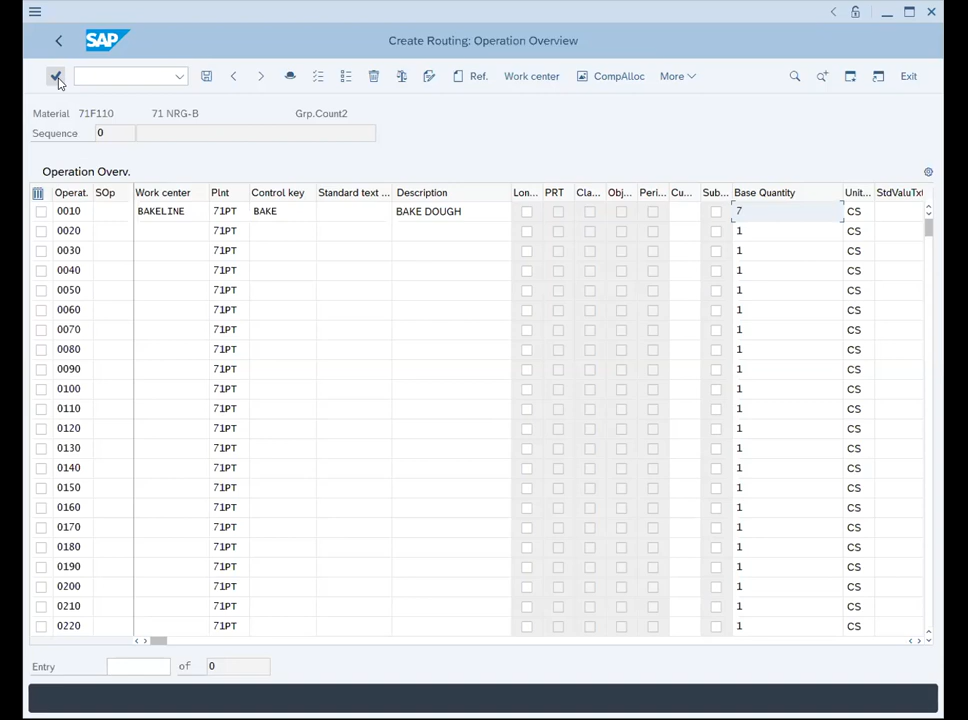 SAP
Create Routing: Operation Overview
Ref. Work center CompAlloc More Exit
Material 71F110 71 NRG-B Grp.Count2
Sequence 0
Operation Overv.
Operat. SOp Work center Plnt Control key Standard text ... Description Lon... PRT Cla... Obj... Peri... Cu... Sub... Base Quantity Unit... StdValuTxt
0010 BAKELINE 71PT BAKE BAKE DOUGH 7 CS
0020 71PT 1 CS
0030 71PT 1 CS
0040 71PT 1 CS
0050 71PT 1 CS
0060 71PT 1 CS
0070 71PT 1 CS
0080 71PT 1 CS
0090 71PT 1 CS
0100 71PT 1 CS
0110 71PT 1 CS
0120 71PT 1 CS
0130 71PT 1 CS
0140 71PT 1 CS
0150 71PT 1 CS
0160 71PT 1 CS
0170 71PT 1 CS
0180 71PT 1 CS
0190 71PT 1 CS
0200 71PT 1 CS
0210 71PT 1 CS
0220 71PT 1 CS
Entry of 0